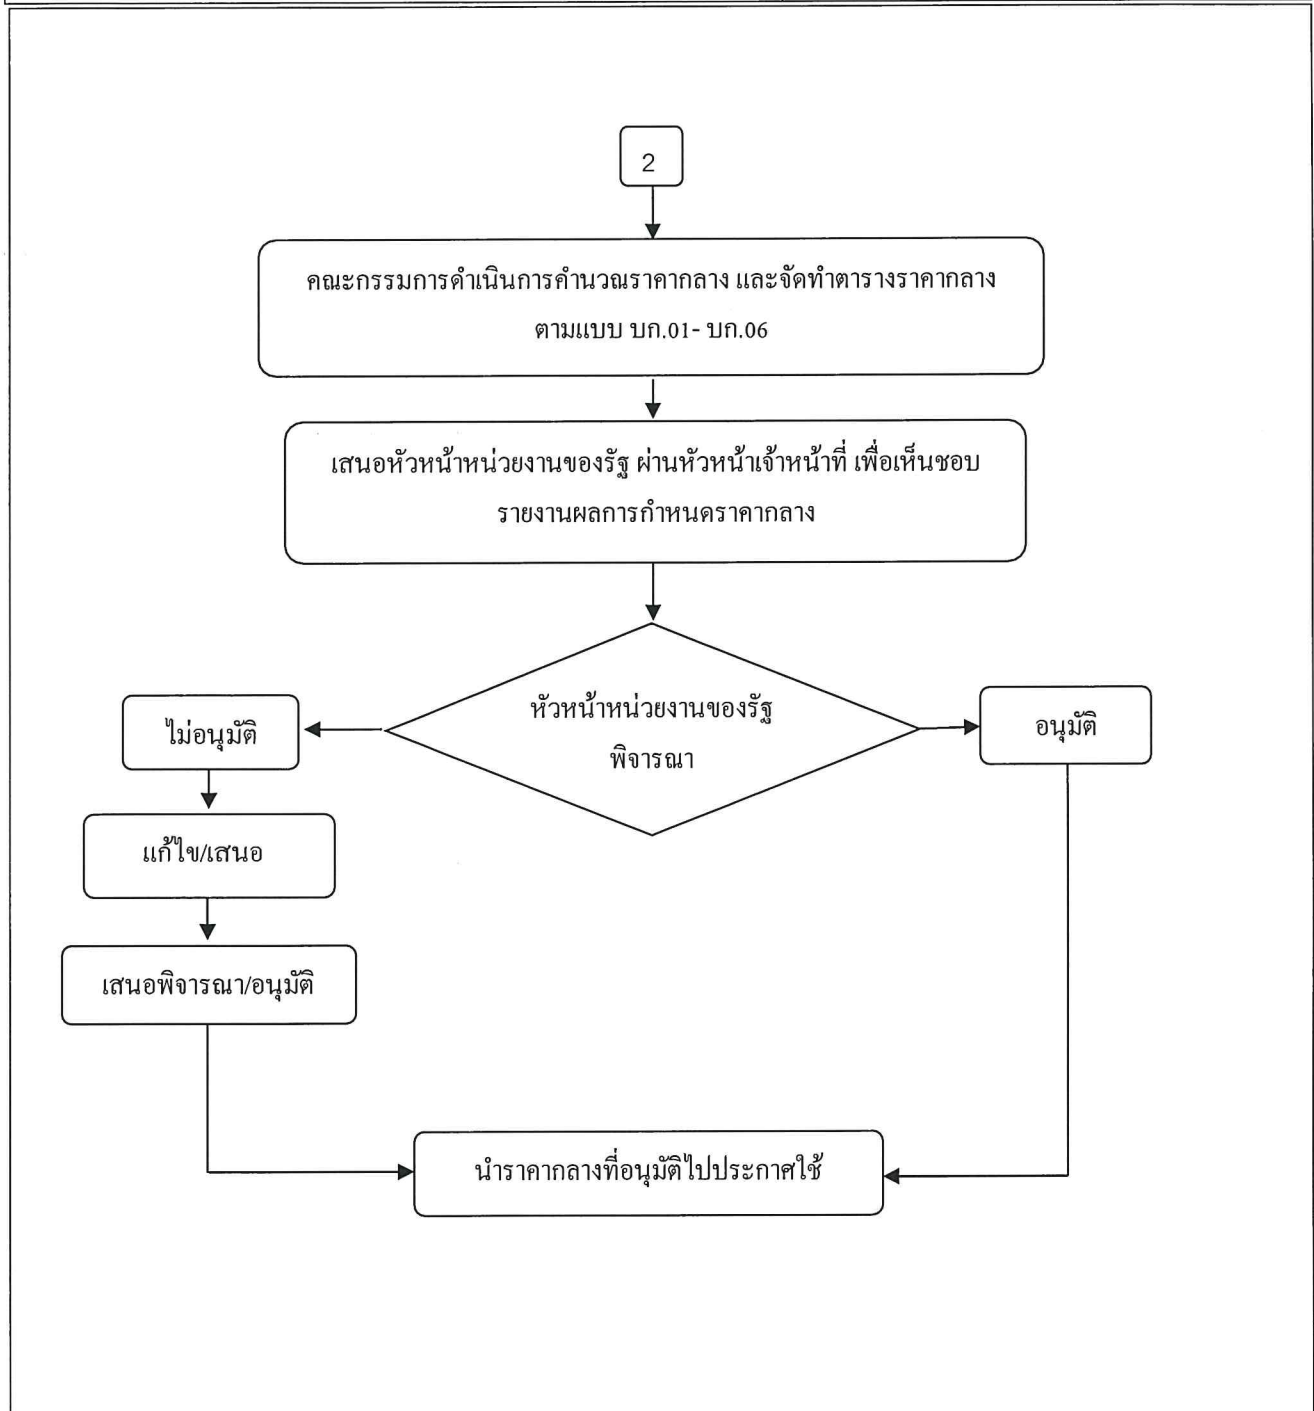 2
คณะกรรมการดำเนินการคำนวณราคากลาง และจัดทำตารางราคากลาง
ตามแบบ บก.01- บก.06
เสนอหัวหน้าหน่วยงานของรัฐ ผ่านหัวหน้าเจ้าหน้าที่ เพื่อเห็นชอบ
รายงานผลการกำหนดราคากลาง
หัวหน้าหน่วยงานของรัฐ
พิจารณา
ไม่อนุมัติ
อนุมัติ
แก้ไข/เสนอ
เสนอพิจารณา/อนุมัติ
นำราคากลางที่อนุมัติไปประกาศใช้